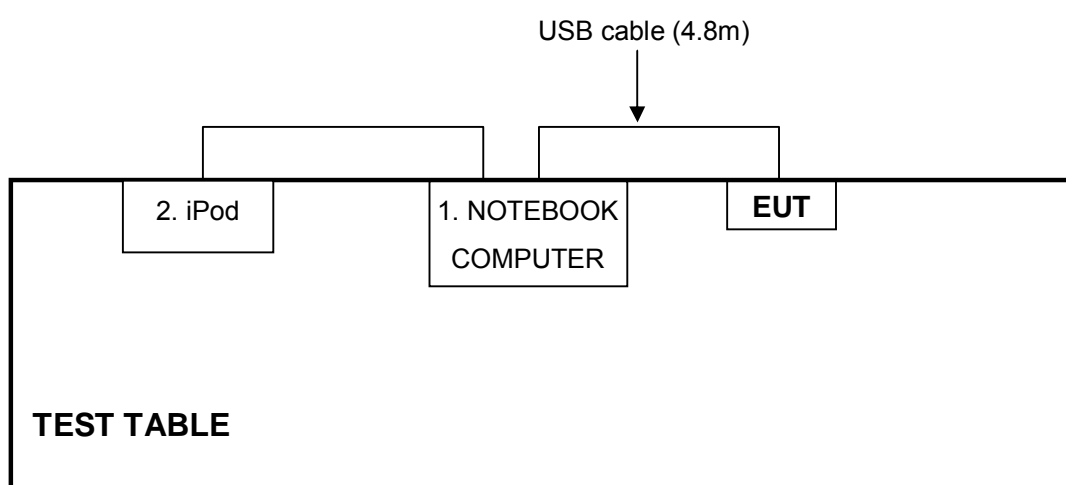 USB cable (4.8m)
2. iPod
1. NOTEBOOK
COMPUTER
EUT
TEST TABLE